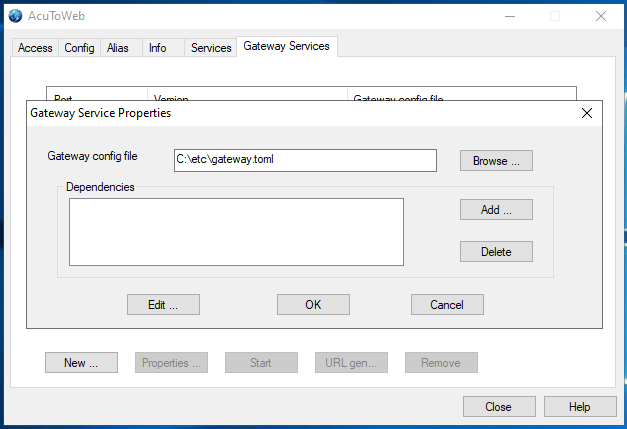 AcuToWeb
Access Config Alias Info Services Gateway Services
Port Version Gateway config file
Gateway Service Properties
Gateway config file C:\etc\gateway.toml Browse ...
Dependencies
Add ...
Delete
Edit ... OK Cancel
New ... Properties ... Start URL gen... Remove
Close Help